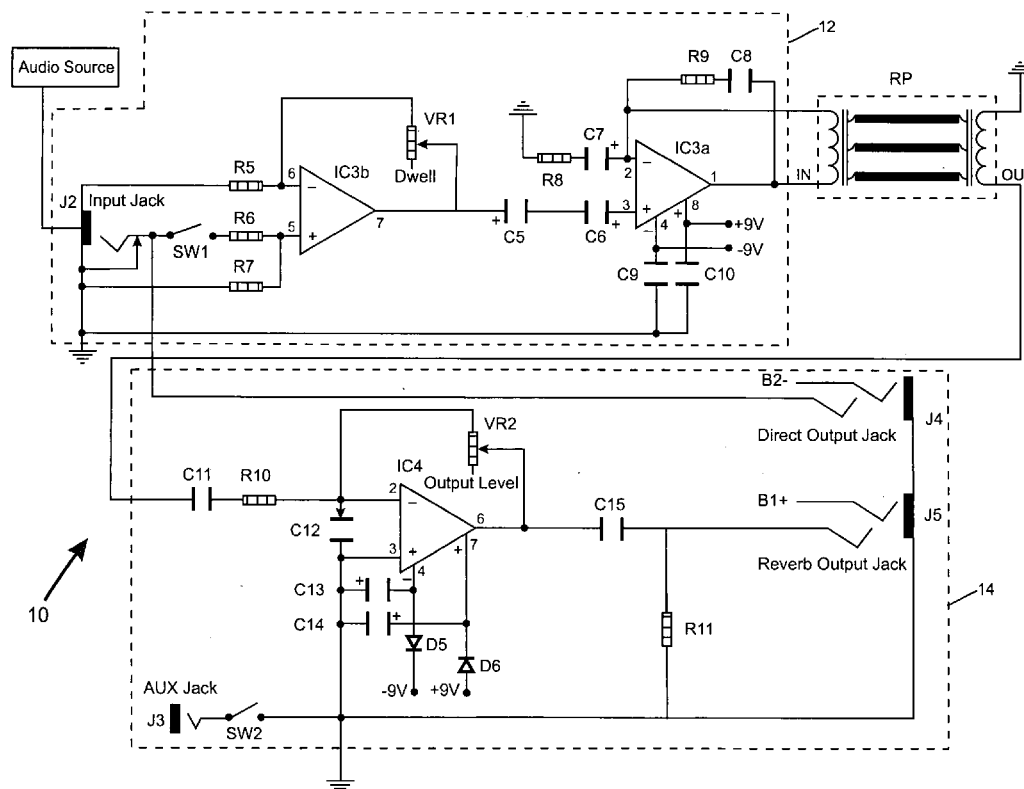 12
Audio Source
R9
C8
RP
VR1
C7
R5
6
−
IC3b
Dwell
+
−
IC3a
J2
Input Jack
R8
2
1
IN
OU
R6
7
3
+
8
5
+
+
C5
C6
+
+
+9V
SW1
−
4
-9V
R7
C9
C10
B2-
J4
VR2
Direct Output Jack
C11
R10
IC4
Output Level
2
−
C15
B1+
6
J5
C12
3
+
+
7
Reverb Output Jack
4
−
C13
+
14
10
C14
+
R11
D5
D6
AUX Jack
-9V
+9V
J3
SW2